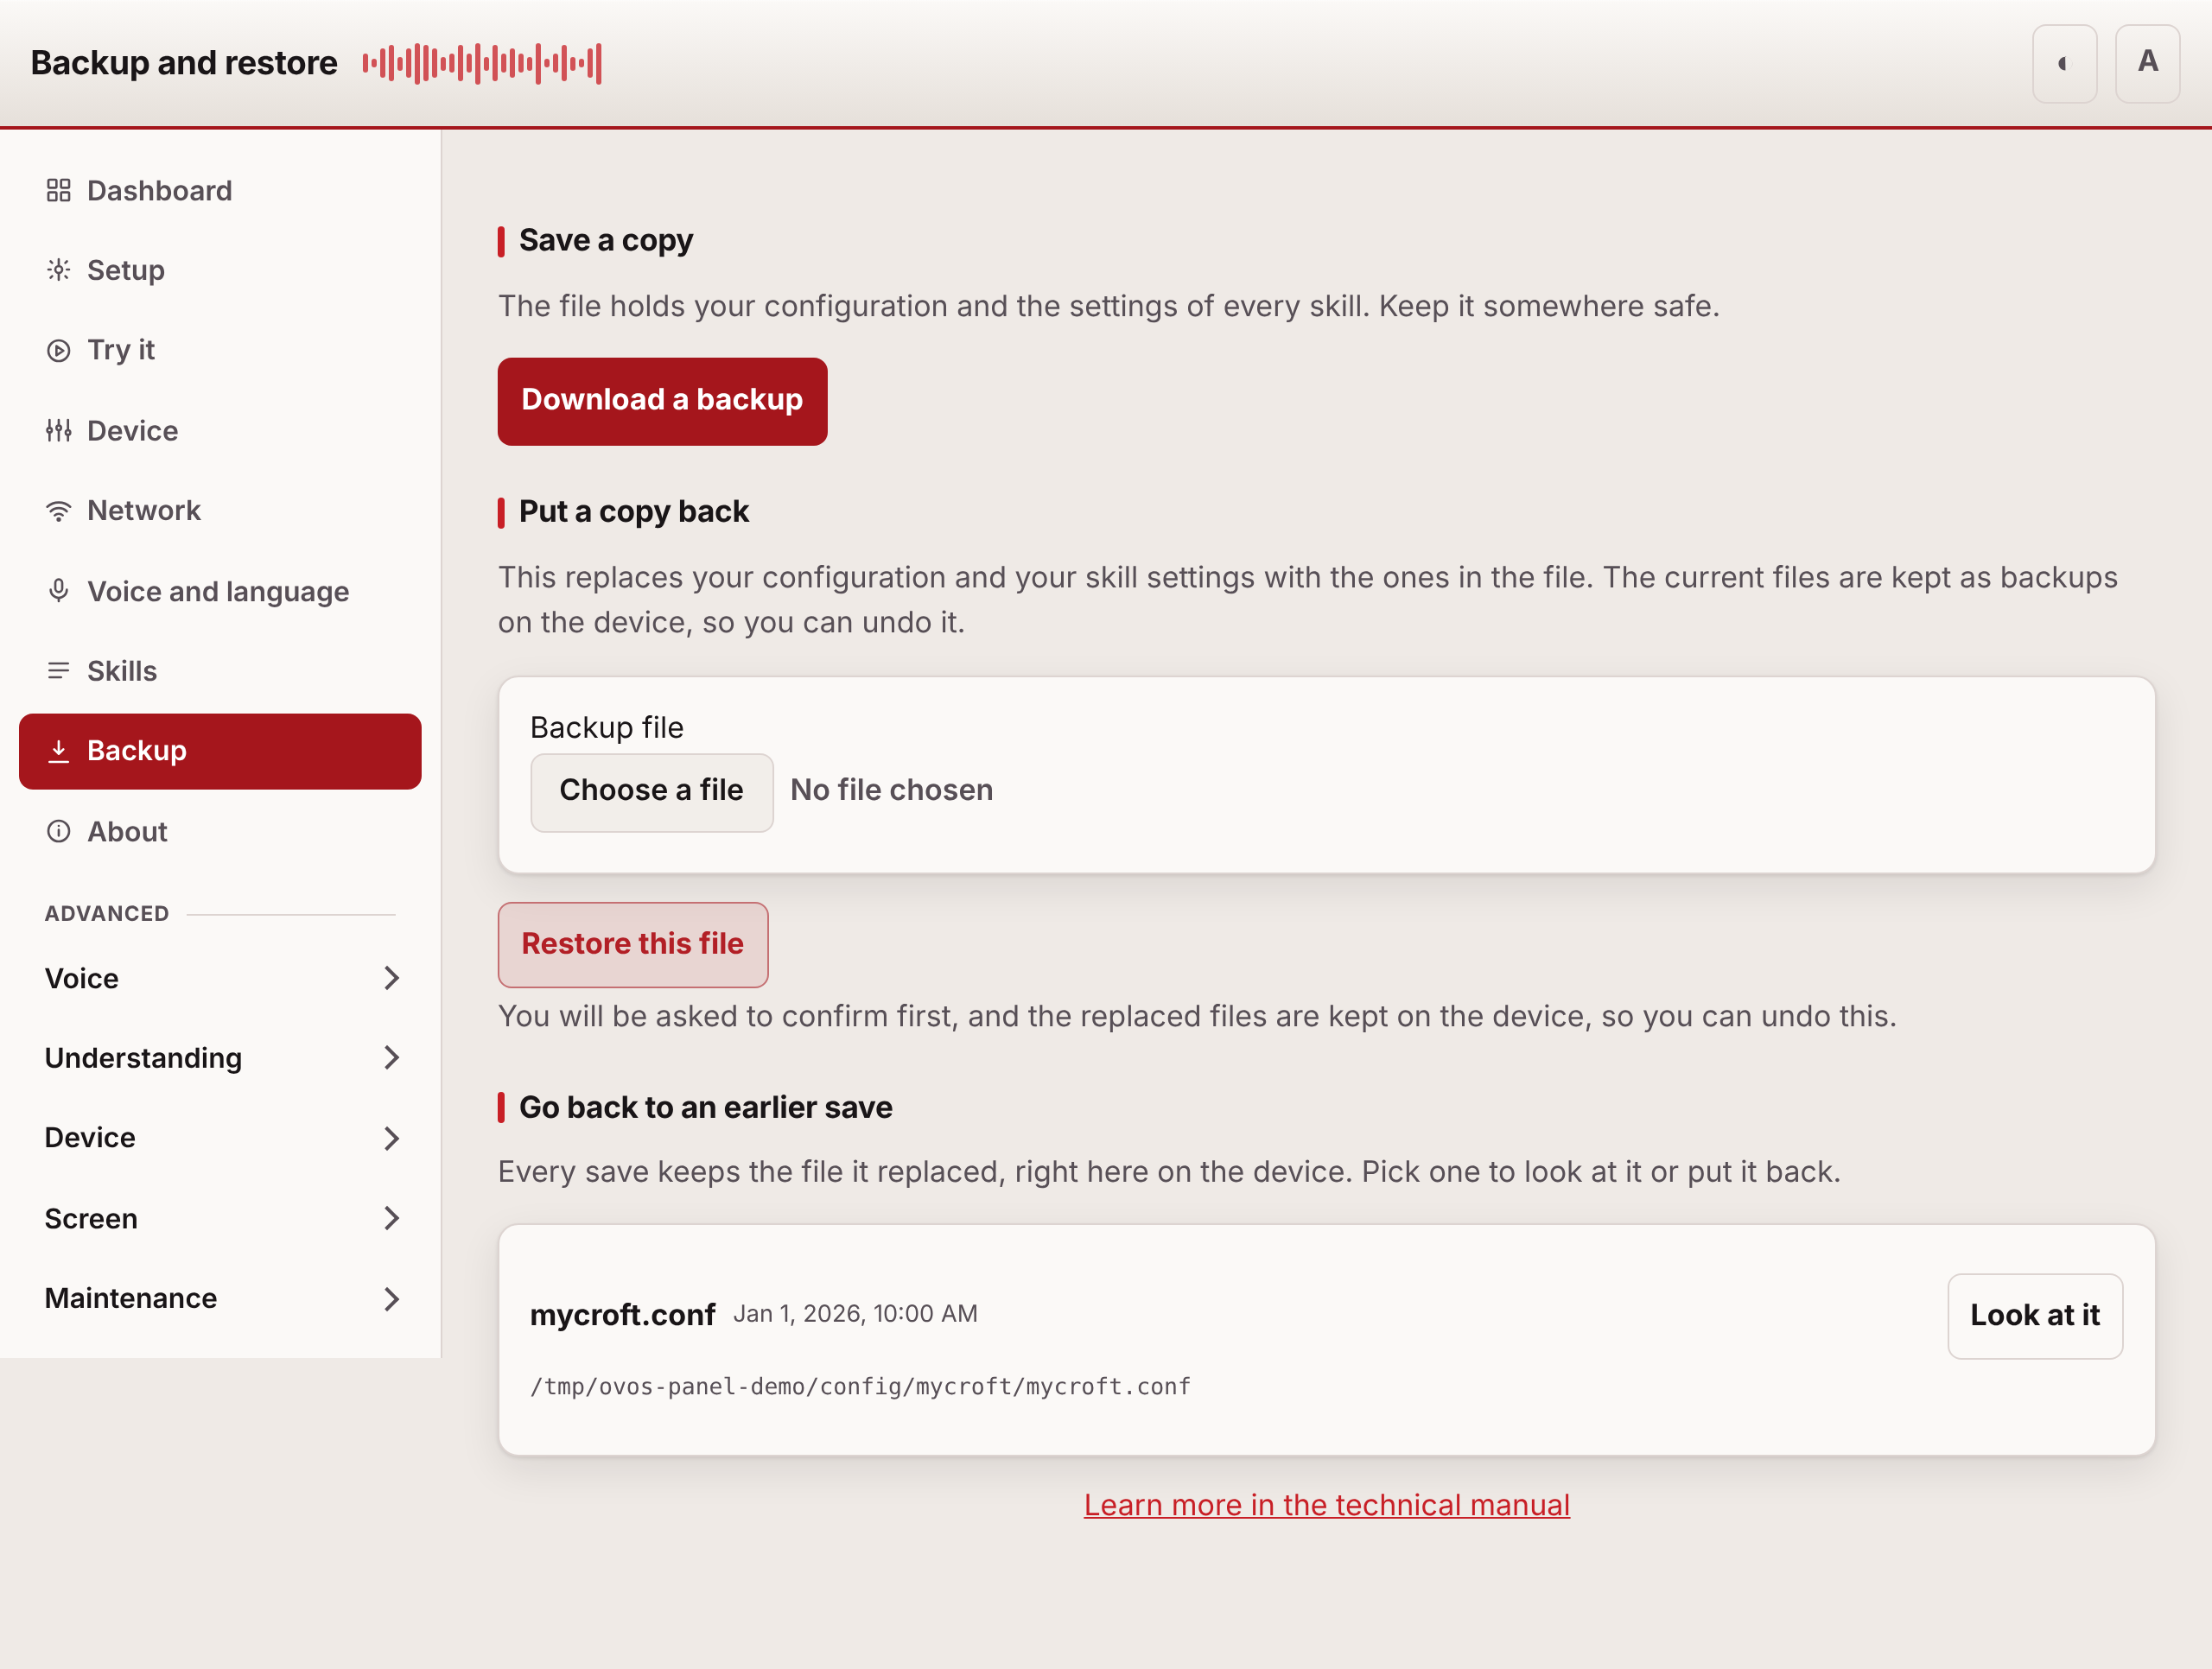 Backup and restore
A
Dashboard
Setup
Try it
Device
Network
Voice and language
Skills
Backup
About
ADVANCED
Voice
Understanding
Device
Screen
Maintenance
Save a copy
The file holds your configuration and the settings of every skill. Keep it somewhere safe.
Download a backup
Put a copy back
This replaces your configuration and your skill settings with the ones in the file. The current files are kept as backups
on the device, so you can undo it.
Backup file
Choose a file No file chosen
Restore this file
You will be asked to confirm first, and the replaced files are kept on the device, so you can undo this.
Go back to an earlier save
Every save keeps the file it replaced, right here on the device. Pick one to look at it or put it back.
mycroft.conf Jan 1, 2026, 10:00 AM
Look at it
/tmp/ovos-panel-demo/config/mycroft/mycroft.conf
Learn more in the technical manual